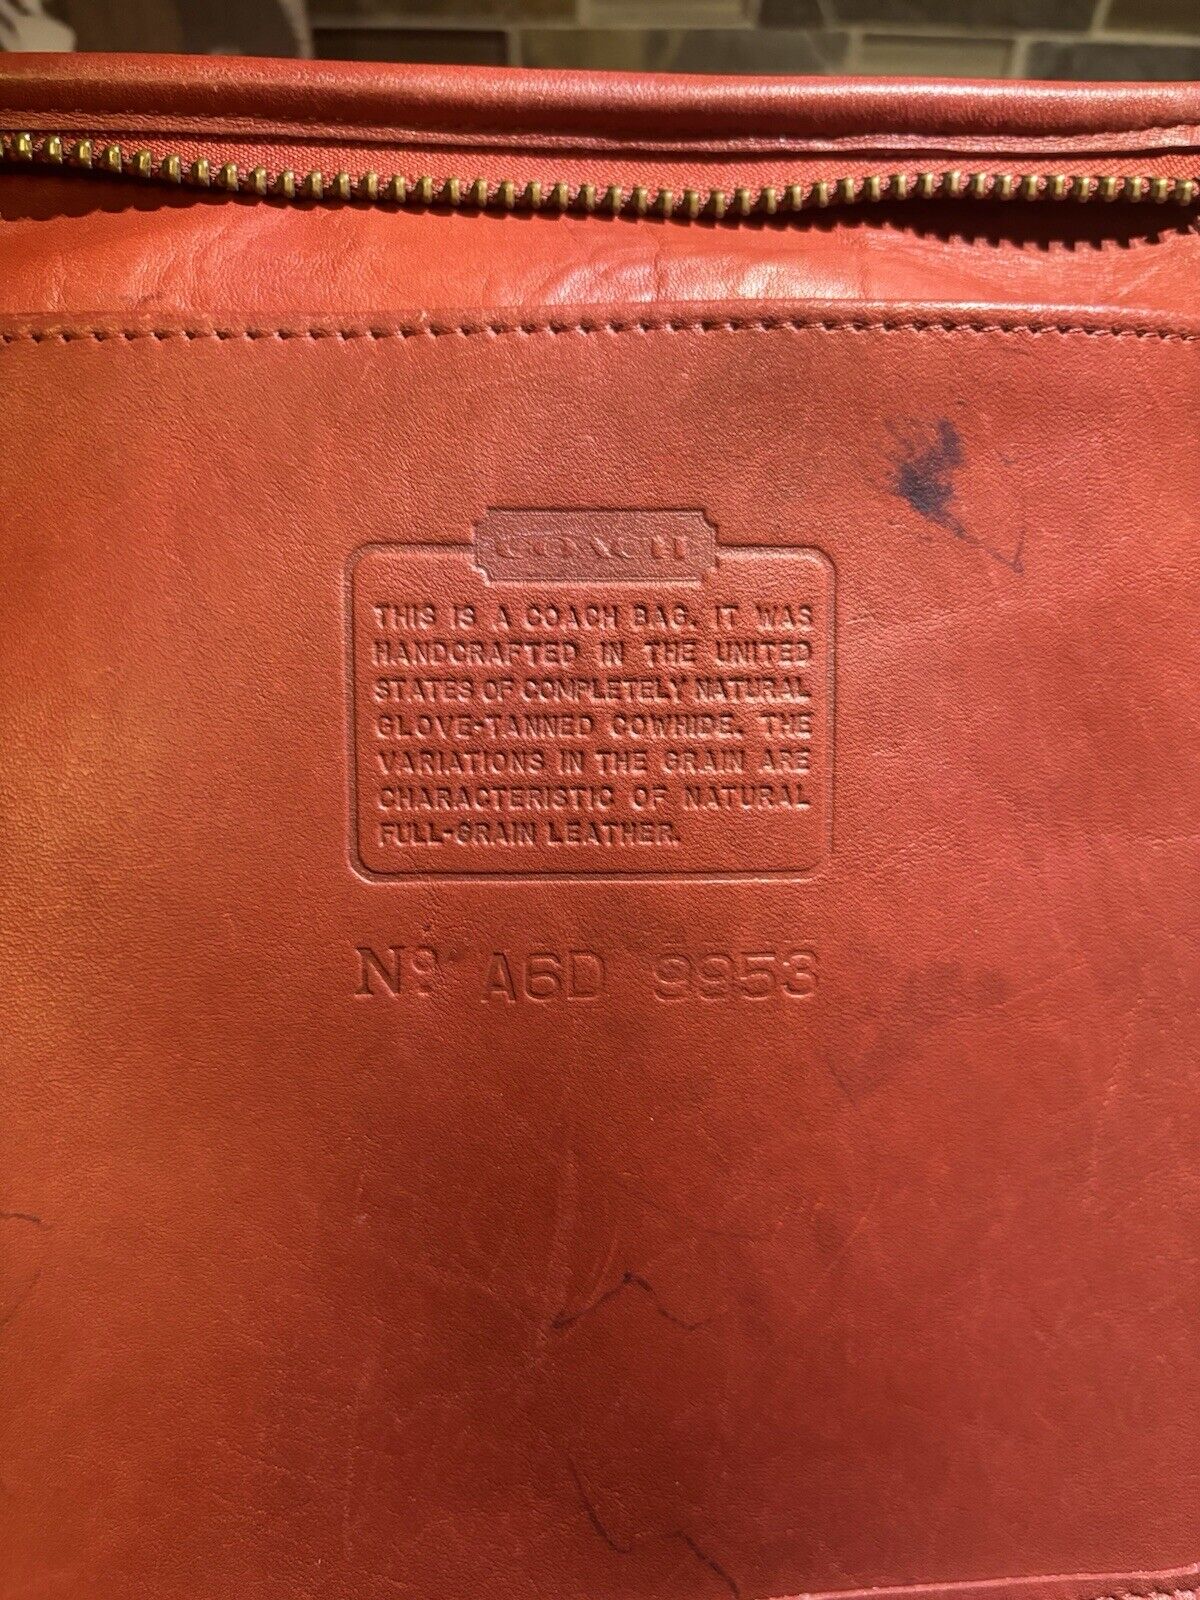 COACH
THIS IS A COACH BAG. IT WAS
HANDCRAFTED IN THE UNITED
STATES OF COMPLETELY NATURAL
GLOVE-TANNED COWHIDE. THE
VARIATIONS IN THE GRAIN ARE
CHARACTERISTIC OF NATURAL
FULL-GRAIN LEATHER.
Nº A6D 9953